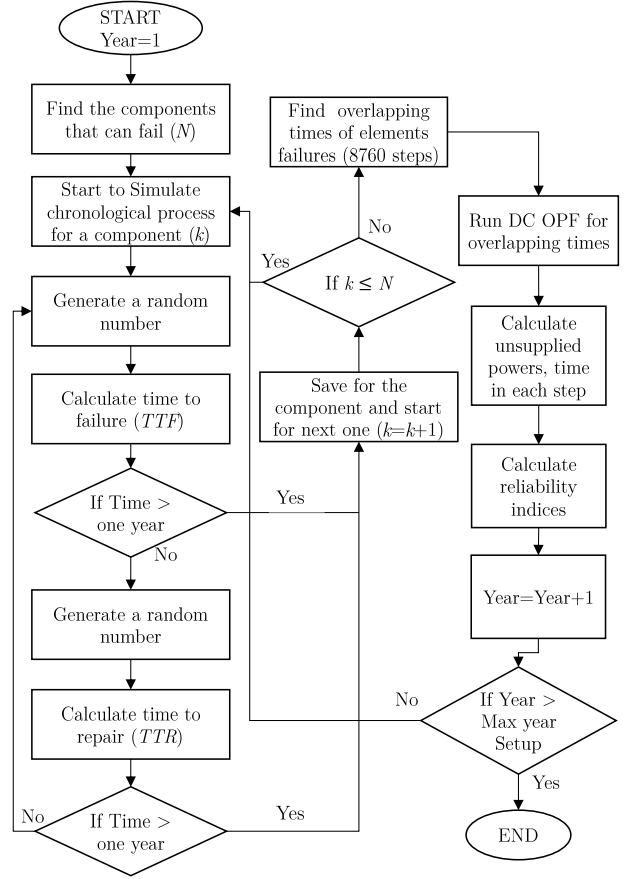 START
Year=1
Find the components
that can fail (N)
Start to Simulate
chronological process
for a component (k)
Generate a random
number
Calculate time to
failure (TTF)
If Time >
one year
Yes
No
Generate a random
number
Calculate time to
repair (TTR)
If Time >
one year
No
Yes
Save for the
component and start
for next one (k=k+1)
If k ≤ N
Yes
No
Find overlapping
times of elements
failures (8760 steps)
Run DC OPF for
overlapping times
Calculate
unsupplied
powers, time
in each step
Calculate
reliability
indices
Year=Year+1
If Year >
Max year
Setup
No
Yes
END